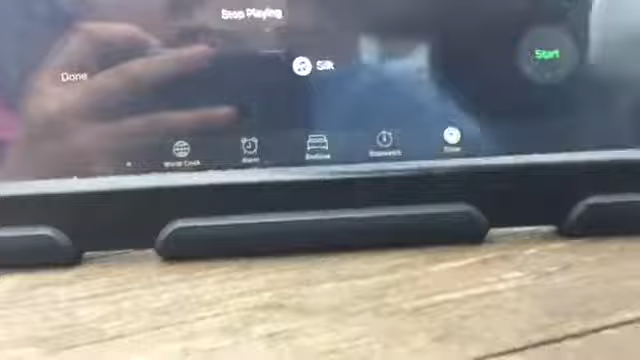 Stop Playing
Start
Silk
Done
World Clock
Alarm
Bedtime
Stopwatch
Timer